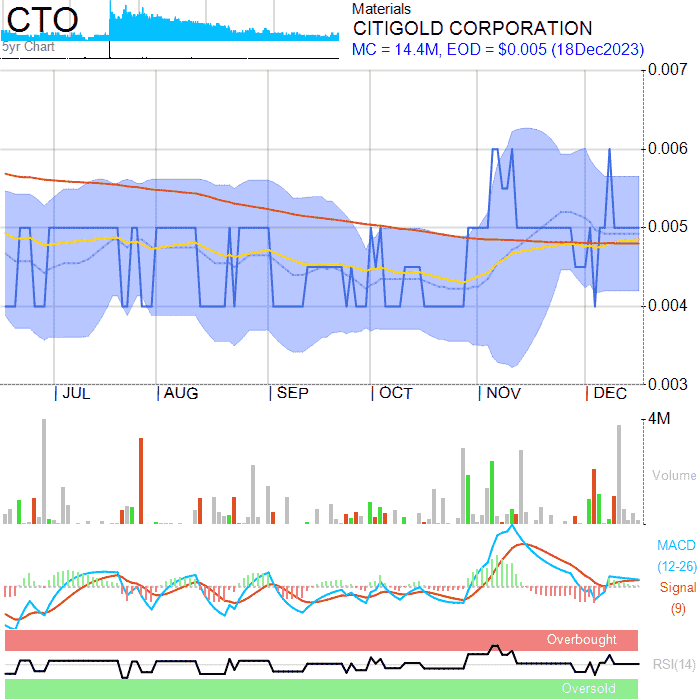 CTO
5yr Chart
Materials
CITIGOLD CORPORATION
MC = 14.4M, EOD = $0.005 (18Dec2023)
0.007
0.006
0.005
0.004
0.003
JUL AUG SEP OCT NOV DEC
4M
Volume
MACD
(12-26)
Signal
(9)
Overbought
RSI(14)
Oversold